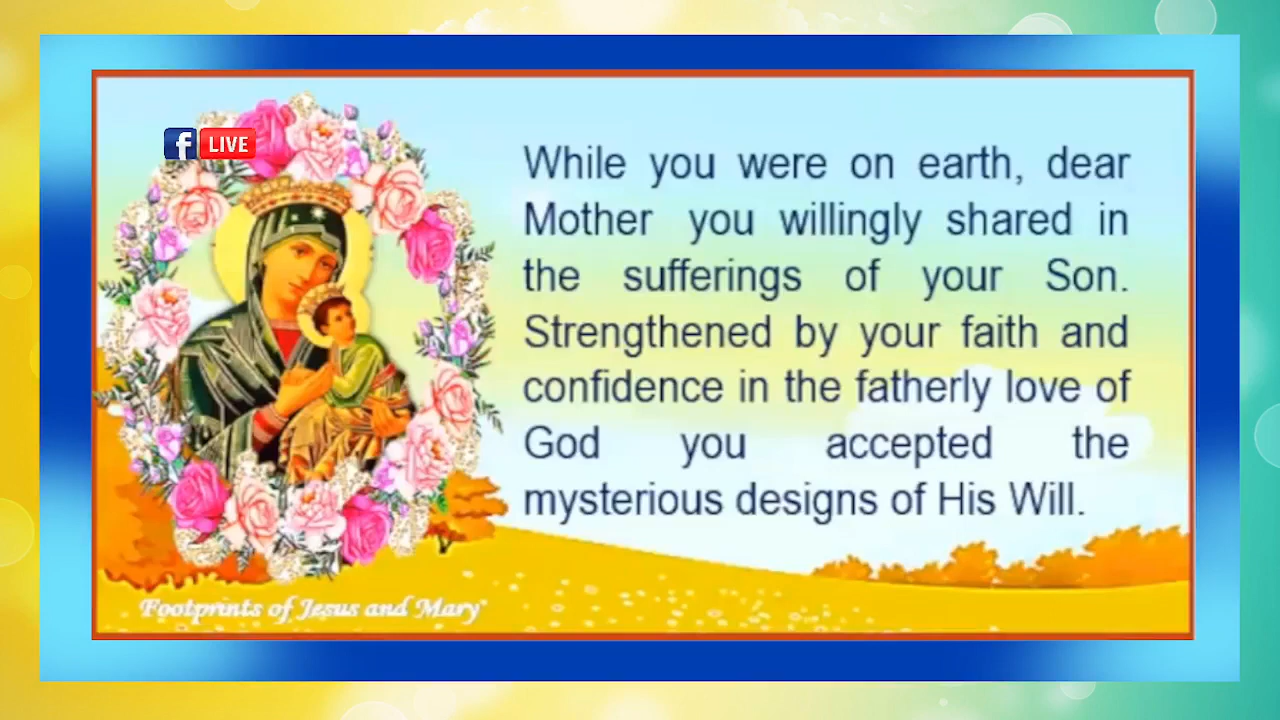 f LIVE
While you were on earth, dear
Mother you willingly shared in
the sufferings of your Son.
Strengthened by your faith and
confidence in the fatherly love of
God you accepted the
mysterious designs of His Will.
Footprints of Jesus and Mary